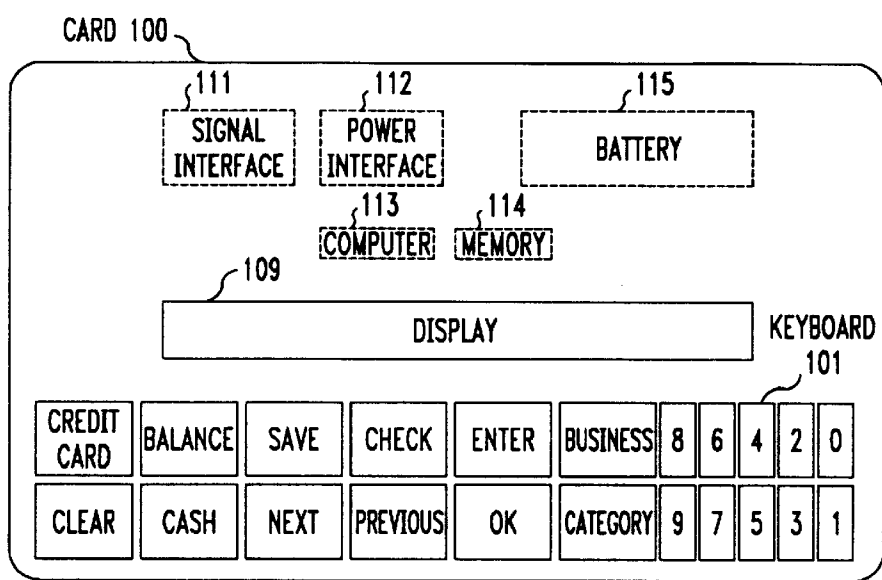 CARD 100
111
112
115
SIGNAL INTERFACE
POWER INTERFACE
BATTERY
113
114
COMPUTER
MEMORY
109
DISPLAY
KEYBOARD
101
CREDIT CARD
BALANCE
SAVE
CHECK
ENTER
BUSINESS
8
6
4
2
0
CLEAR
CASH
NEXT
PREVIOUS
OK
CATEGORY
9
7
5
3
1